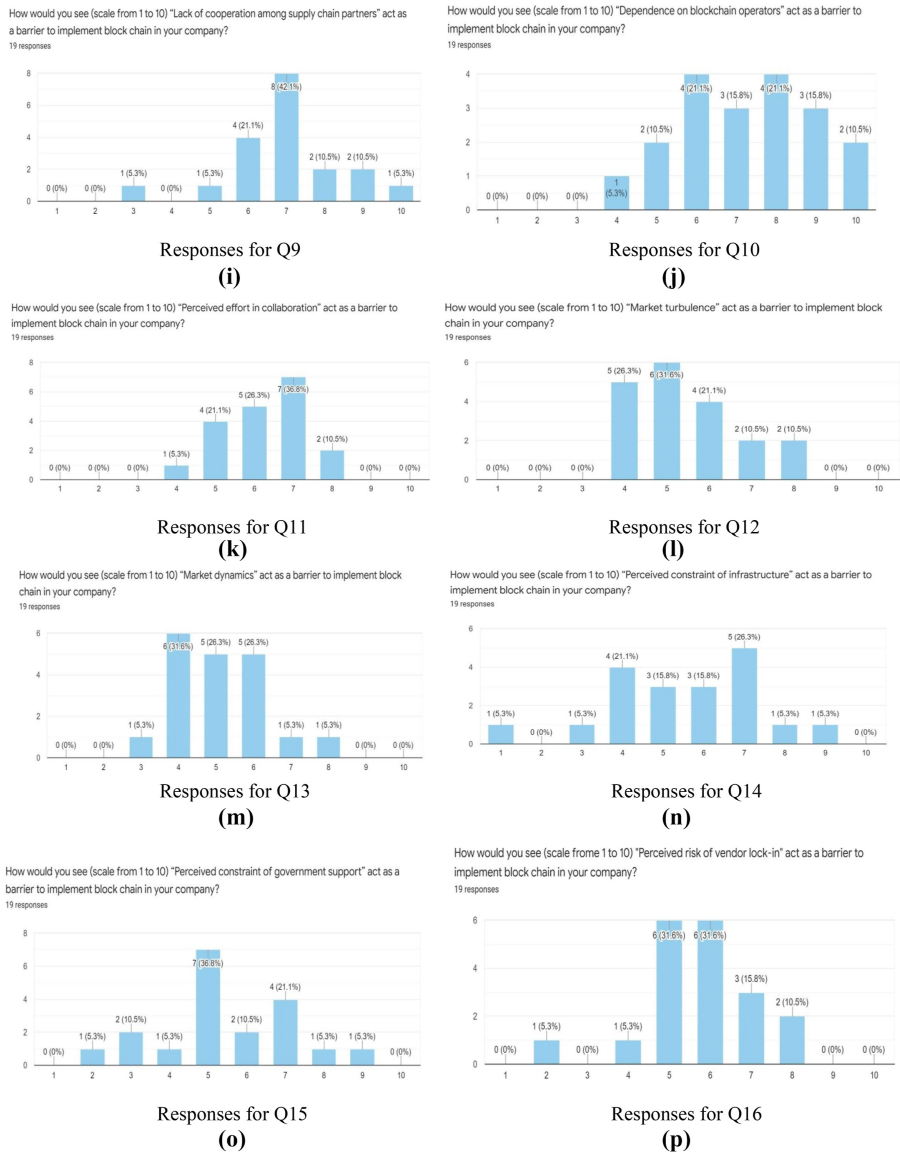 How would you see (scale from 1 to 10) “Lack of cooperation among supply chain partners” act as
a barrier to implement block chain in your company?
19 responses
8
6
4
2
0
0 (0%)
0 (0%)
1 (5.3%)
0 (0%)
1 (5.3%)
4 (21.1%)
8 (42.1%)
2 (10.5%)
2 (10.5%)
1 (5.3%)
1 2 3 4 5 6 7 8 9 10
Responses for Q9
(i)
How would you see (scale from 1 to 10) “Dependence on blockchain operators” act as a barrier to
implement block chain in your company?
19 responses
4
3
2
1
0
0 (0%)
0 (0%)
0 (0%)
1
(5.3%)
2 (10.5%)
4 (21.1%)
3 (15.8%)
4 (21.1%)
3 (15.8%)
2 (10.5%)
1 2 3 4 5 6 7 8 9 10
Responses for Q10
(j)
How would you see (scale from 1 to 10) “Perceived effort in collaboration” act as a barrier to
implement block chain in your company?
19 responses
8
6
4
2
0
0 (0%)
0 (0%)
0 (0%)
1 (5.3%)
4 (21.1%)
5 (26.3%)
7 (36.8%)
2 (10.5%)
0 (0%)
0 (0%)
1 2 3 4 5 6 7 8 9 10
Responses for Q11
(k)
How would you see (scale from 1 to 10) “Market turbulence” act as a barrier to implement block
chain in your company?
19 responses
6
4
2
0
0 (0%)
0 (0%)
0 (0%)
5 (26.3%)
6 (31.6%)
4 (21.1%)
2 (10.5%)
2 (10.5%)
0 (0%)
0 (0%)
1 2 3 4 5 6 7 8 9 10
Responses for Q12
(l)
How would you see (scale from 1 to 10) “Market dynamics” act as a barrier to implement block
chain in your company?
19 responses
6
4
2
0
0 (0%)
0 (0%)
1 (5.3%)
6 (31.6%)
5 (26.3%)
5 (26.3%)
1 (5.3%)
1 (5.3%)
0 (0%)
0 (0%)
1 2 3 4 5 6 7 8 9 10
Responses for Q13
(m)
How would you see (scale from 1 to 10) “Perceived constraint of infrastructure” act as a barrier to
implement block chain in your company?
19 responses
6
4
2
0
1 (5.3%)
0 (0%)
1 (5.3%)
4 (21.1%)
3 (15.8%)
3 (15.8%)
5 (26.3%)
1 (5.3%)
1 (5.3%)
0 (0%)
1 2 3 4 5 6 7 8 9 10
Responses for Q14
(n)
How would you see (scale from 1 to 10) “Perceived constraint of government support” act as a
barrier to implement block chain in your company?
19 responses
8
6
4
2
0
0 (0%)
1 (5.3%)
2 (10.5%)
1 (5.3%)
7 (36.8%)
2 (10.5%)
4 (21.1%)
1 (5.3%)
1 (5.3%)
0 (0%)
1 2 3 4 5 6 7 8 9 10
Responses for Q15
(o)
How would you see (scale frome 1 to 10) "Perceived risk of vendor lock-in" act as a barrier to
implement block chain in your company?
19 responses
6
4
2
0
0 (0%)
1 (5.3%)
0 (0%)
1 (5.3%)
6 (31.6%)
6 (31.6%)
3 (15.8%)
2 (10.5%)
0 (0%)
0 (0%)
1 2 3 4 5 6 7 8 9 10
Responses for Q16
(p)